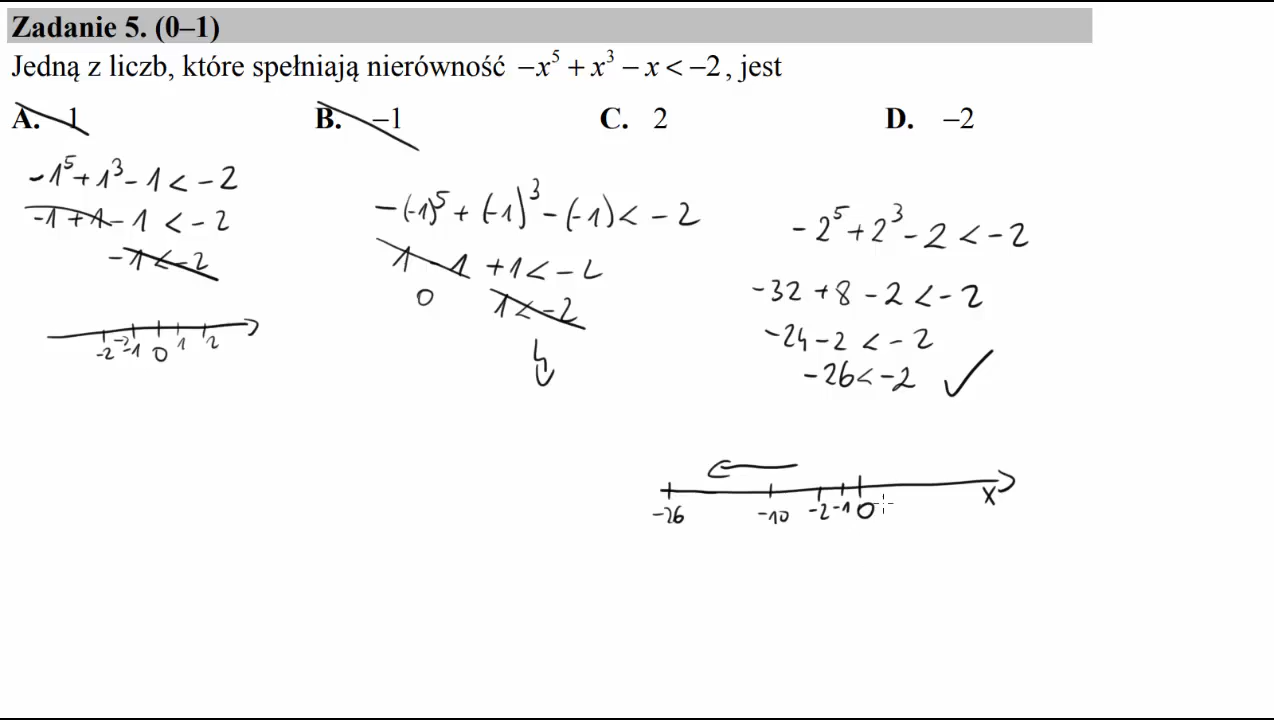 Zadanie 5. (0–1)
Jedną z liczb, które spełniają nierówność −x⁵ + x³ − x < −2, jest
A. 1
B. −1
C. 2
D. −2
-1⁵ + 1³ - 1 < -2
-1 + 1 - 1 < -2
-1 < -2
-2 -1 0 1 2
-(-1)⁵ + (-1)³ - (-1) < -2
1 - 1 + 1 < -2
0 1 < -2
-2⁵ + 2³ - 2 < -2
-32 + 8 - 2 < -2
-24 - 2 < -2
-26 < -2 ✓
-26 -10 -2 -1 0 x